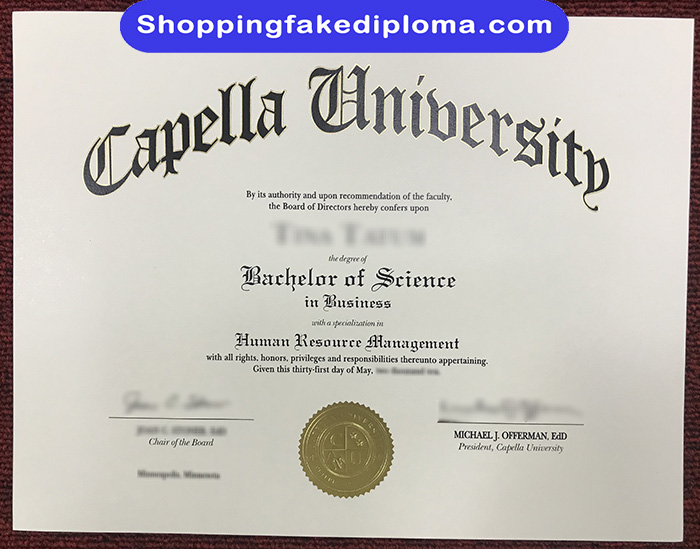 Shoppingfakediploma.com
Capella University
By its authority and upon recommendation of the faculty,
the Board of Directors hereby confers upon
the degree of
Bachelor of Science
in Business
with a specialization in
Human Resource Management
with all rights, honors, privileges and responsibilities thereunto appertaining.
Given this thirty-first day of May,
Chair of the Board
MICHAEL J. OFFERMAN, EdD
President, Capella University
Minneapolis, Minnesota